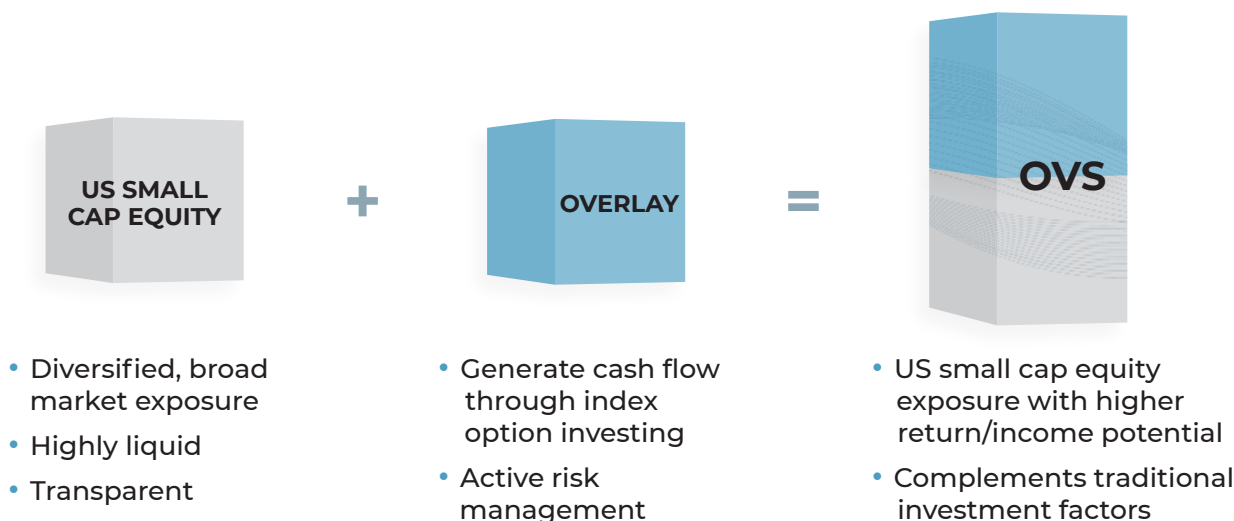 US SMALL
CAP EQUITY
+
OVERLAY
=
OVS
• Diversified, broad
market exposure
• Highly liquid
• Transparent
• Generate cash flow
through index
option investing
• Active risk
management
• US small cap equity
exposure with higher
return/income potential
• Complements traditional
investment factors